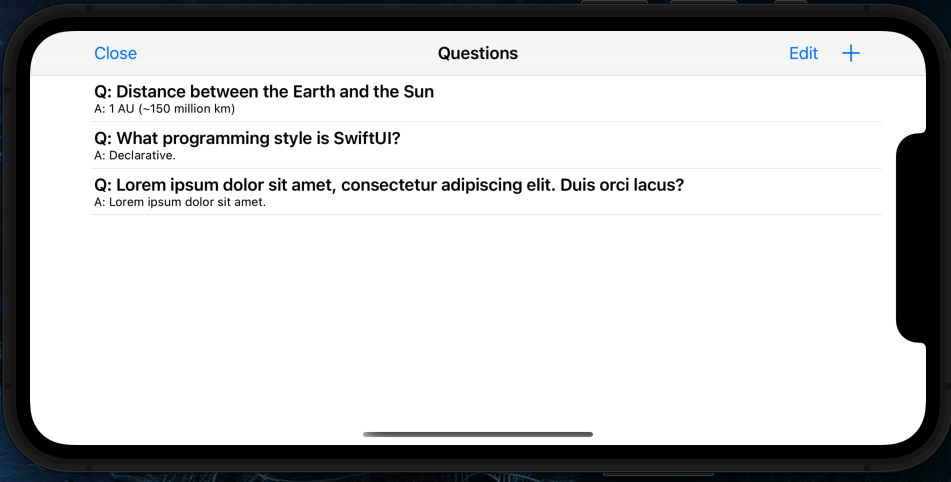 Close
Questions
Edit
Q: Distance between the Earth and the Sun
A: 1 AU (~150 million km)
Q: What programming style is SwiftUI?
A: Declarative.
Q: Lorem ipsum dolor sit amet, consectetur adipiscing elit. Duis orci lacus?
A: Lorem ipsum dolor sit amet.